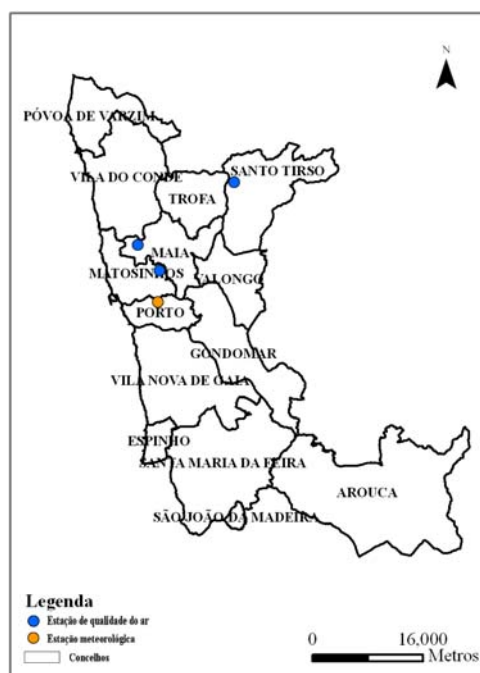 N
PÓVOA DE VARZIM
VILA DO CONDE
SANTO TIRSO
TROFA
MAIA
MATOSINHOS
VALONGO
PORTO
GONDOMAR
VILA NOVA DE GAIA
ESPINHO
SANTA MARIA DA FEIRA
AROUCA
SÃO JOÃO DA MADEIRA
Legenda
Estação de qualidade do ar
Estação meteorológica
Concelhos
0 16,000
Metros